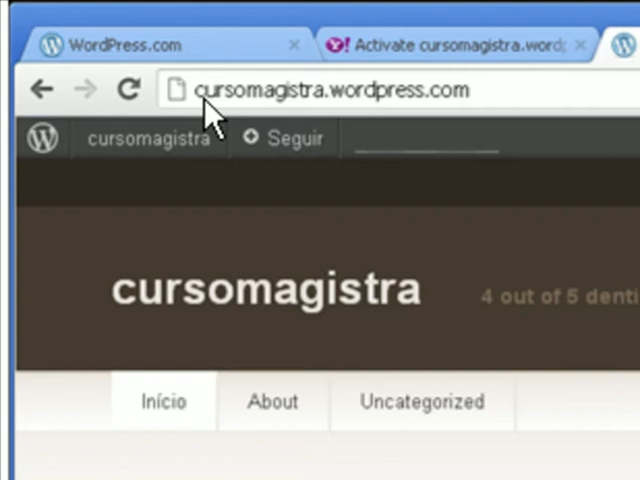 WordPress.com
Activate cursomagistra.word
cursomagistra.wordpress.com
cursomagistra
Seguir
cursomagistra
4 out of 5 denti
Início
About
Uncategorized